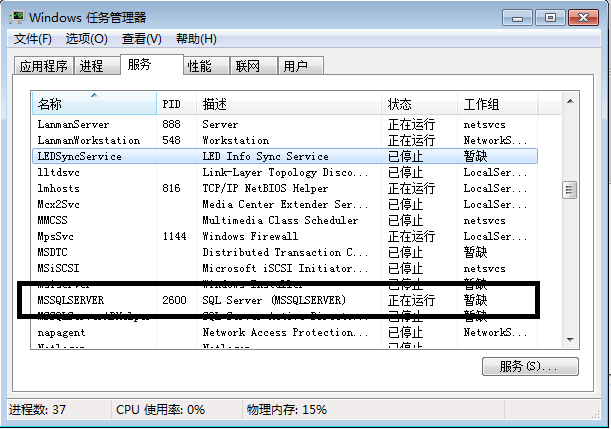 Windows 任务管理器
文件(F) 选项(O) 查看(V) 帮助(H)
应用程序 进程 服务 性能 联网 用户
名称 PID 描述 状态 工作组
LanmanServer 888 Server 正在运行 netsvcs
LanmanWorkstation 548 Workstation 正在运行 NetworkS...
LEDSyncService LED Info Sync Service 已停止 暂缺
lltdsvc Link-Layer Topology Disco... 已停止 LocalSer...
lmhosts 816 TCP/IP NetBIOS Helper 正在运行 LocalSer...
Mcx2Svc Media Center Extender Ser... 已停止 LocalSer...
MMCSS Multimedia Class Scheduler 已停止 netsvcs
MpsSvc 1144 Windows Firewall 正在运行 LocalSer...
MSDTC Distributed Transaction C... 已停止 暂缺
MSiSCSI Microsoft iSCSI Initiator... 已停止 netsvcs
msiserver Windows Installer 已停止 暂缺
MSSQLSERVER 2600 SQL Server (MSSQLSERVER) 正在运行 暂缺
MSSQLServerADHelper SQL Server Active Directo... 已停止 暂缺
napagent Network Access Protection... 已停止 NetworkS...
Netlogon 已停止
服务(S)...
进程数: 37 CPU 使用率: 0% 物理内存: 15%